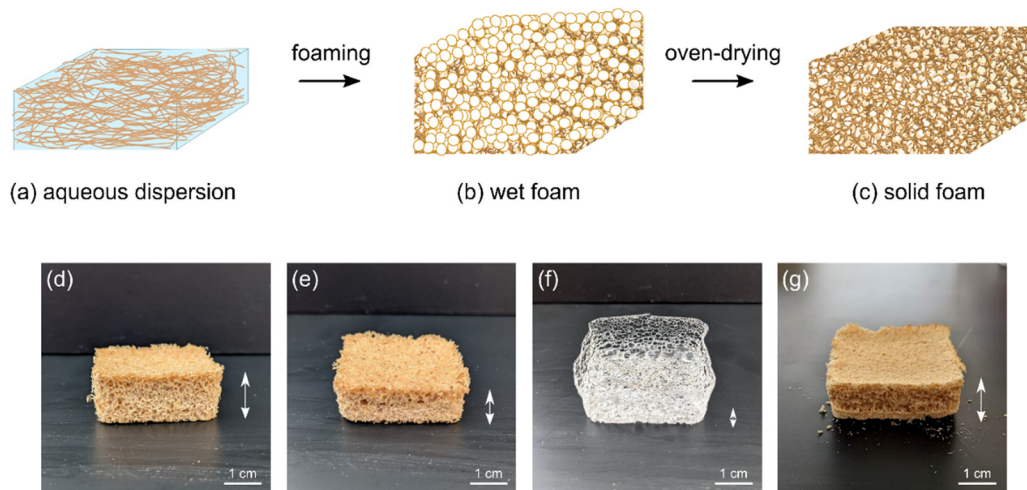 foaming
oven-drying
(a) aqueous dispersion
(b) wet foam
(c) solid foam
(d)
(e)
(f)
(g)
1 cm
1 cm
1 cm
1 cm